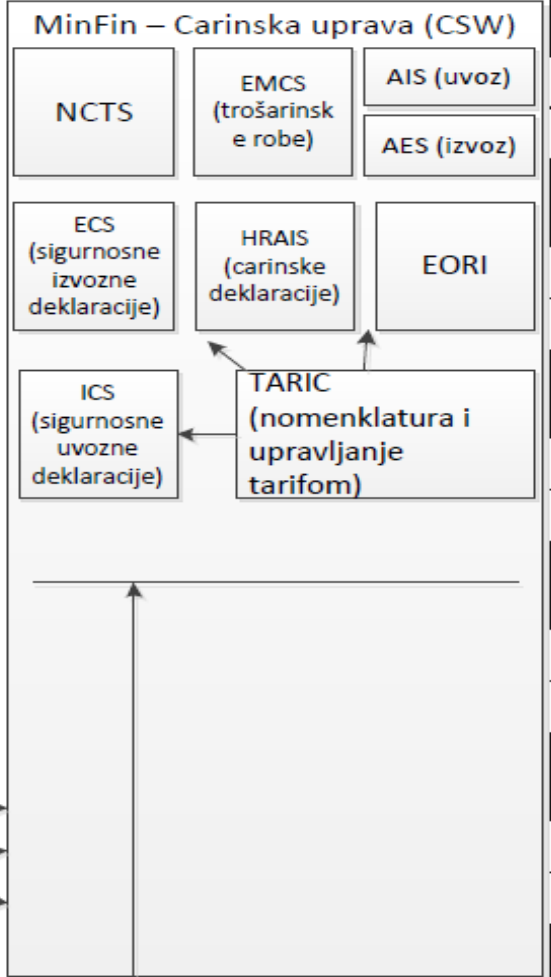 MinFin – Carinska uprava (CSW)
NCTS
EMCS
(trošarinsk
e robe)
AIS (uvoz)
AES (izvoz)
ECS
(sigurnosne
izvozne
deklaracije)
HRAIS
(carinske
deklaracije)
EORI
ICS
(sigurnosne
uvozne
deklaracije)
TARIC
(nomenklatura i
upravljanje
tarifom)